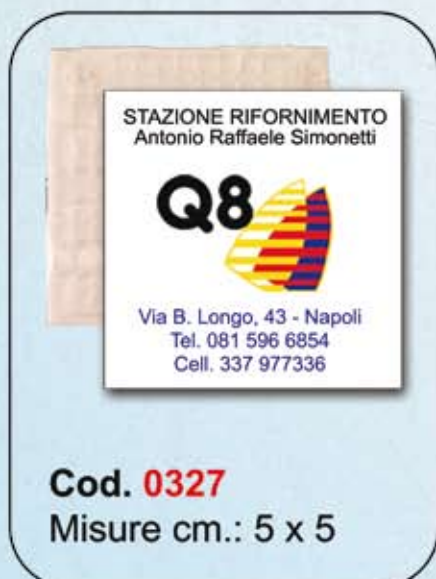 STAZIONE RIFORNIMENTO
Antonio Raffaele Simonetti
Q8
Via B. Longo, 43 - Napoli
Tel. 081 596 6854
Cell. 337 977336
Cod. 0327
Misure cm.: 5 x 5